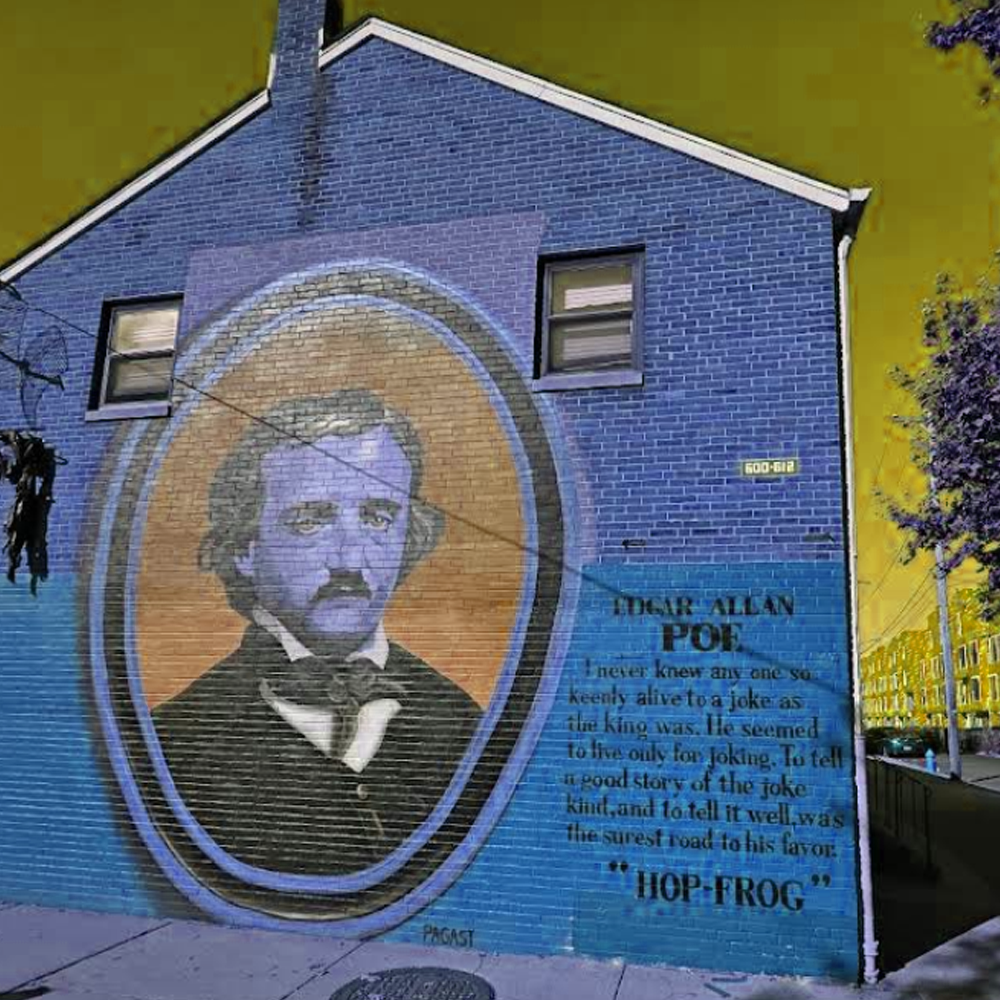 600-612
EDGAR ALLAN
POE
I never knew any one so
keenly alive to a joke as
the king was. He seemed
to live only for joking. To tell
a good story of the joke
kind, and to tell it well, was
the surest road to his favor.
"HOP-FROG"
PAGAST